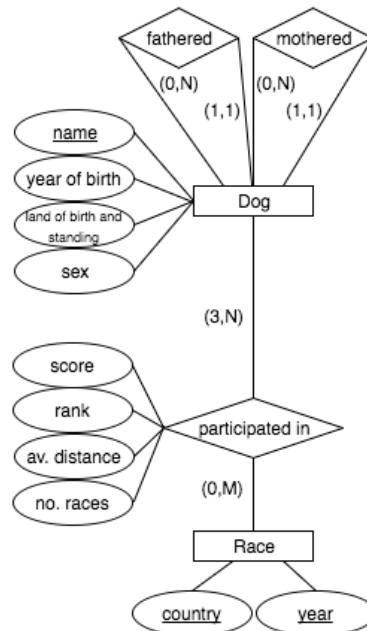 fathered
mothered
(0,N)
(0,N)
(1,1)
(1,1)
name
year of birth
land of birth and
standing
sex
Dog
(3,N)
score
rank
av. distance
no. races
participated in
(0,M)
Race
country
year